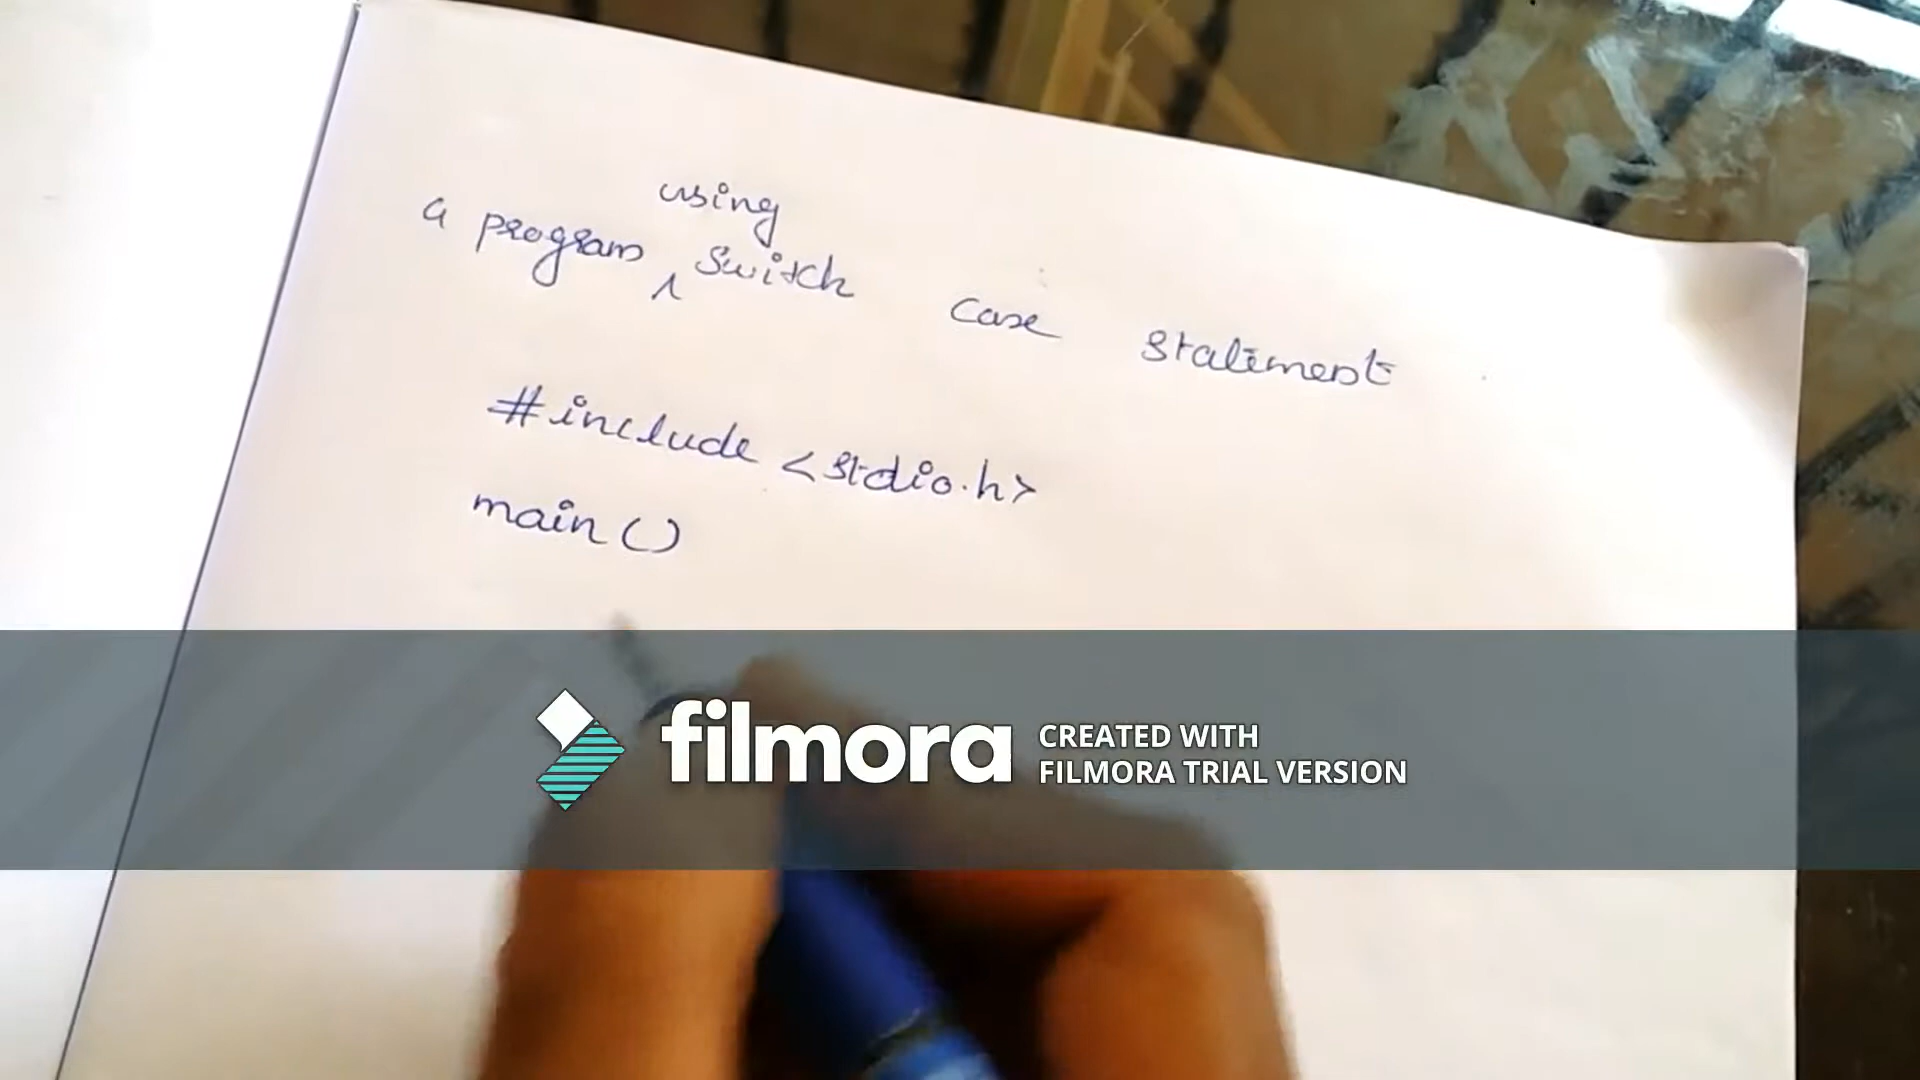 a program using switch case statement
#include <stdio.h>
main()
filmora
CREATED WITH
FILMORA TRIAL VERSION